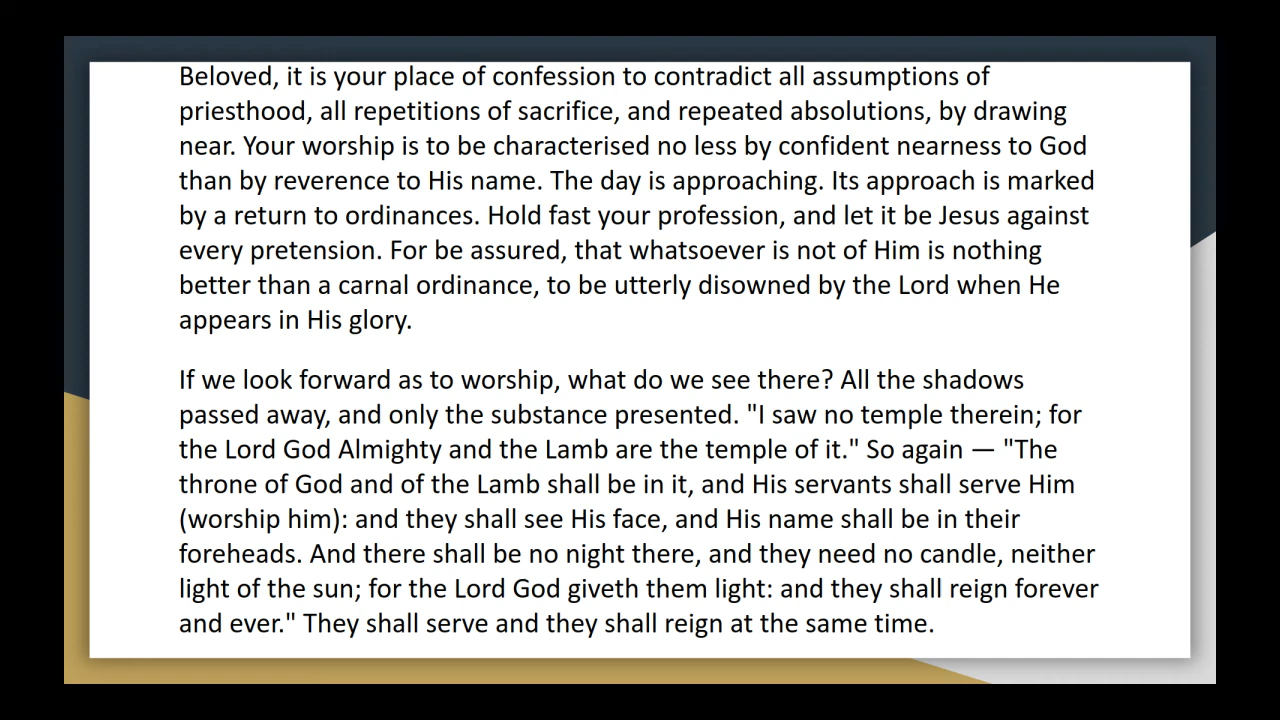 Beloved, it is your place of confession to contradict all assumptions of
priesthood, all repetitions of sacrifice, and repeated absolutions, by drawing
near. Your worship is to be characterised no less by confident nearness to God
than by reverence to His name. The day is approaching. Its approach is marked
by a return to ordinances. Hold fast your profession, and let it be Jesus against
every pretension. For be assured, that whatsoever is not of Him is nothing
better than a carnal ordinance, to be utterly disowned by the Lord when He
appears in His glory.
If we look forward as to worship, what do we see there? All the shadows
passed away, and only the substance presented. "I saw no temple therein; for
the Lord God Almighty and the Lamb are the temple of it." So again — "The
throne of God and of the Lamb shall be in it, and His servants shall serve Him
(worship him): and they shall see His face, and His name shall be in their
foreheads. And there shall be no night there, and they need no candle, neither
light of the sun; for the Lord God giveth them light: and they shall reign forever
and ever." They shall serve and they shall reign at the same time.